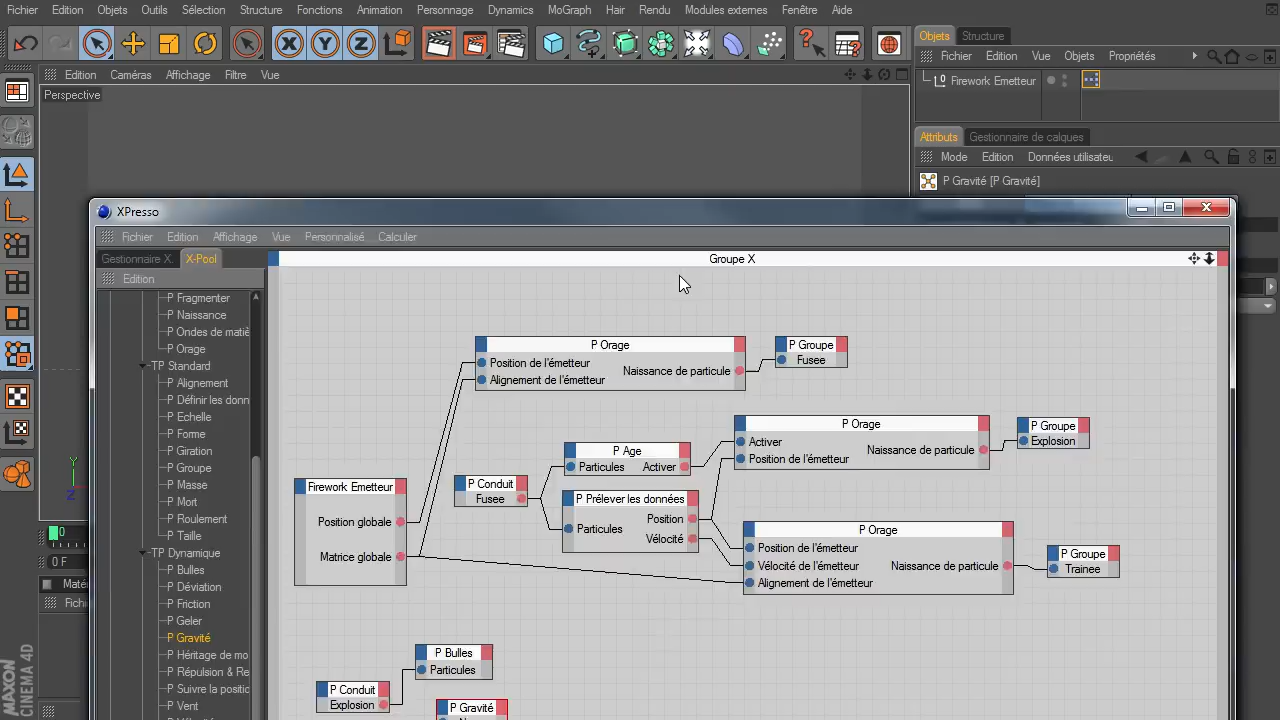 Fichier Edition Objets Outils Sélection Structure Fonctions Animation Personnage Dynamics MoGraph Hair Rendu Modules externes Fenêtre Aide
Objets Structure
Edition Caméras Affichage Filtre Vue
Fichier Edition Vue Objets Propriétés
Perspective
Firework Emetteur
Attributs Gestionnaire de calques
Mode Edition Données utilisateu
P Gravité [P Gravité]
XPresso
Fichier Edition Affichage Vue Personnalisé Calculer
Gestionnaire X. X-Pool
Groupe X
Edition
P Fragmenter
P Naissance
P Ondes de matiè
P Orage
TP Standard
P Alignement
P Définir les donn
P Echelle
P Forme
P Giration
P Groupe
P Masse
P Mort
P Roulement
P Taille
TP Dynamique
P Bulles
P Déviation
P Friction
P Geler
P Gravité
P Héritage de mo
P Répulsion & Re
P Suivre la positio
P Vent
P Orage
Position de l'émetteur
Alignement de l'émetteur
Naissance de particule
P Groupe
Fusee
P Orage
Activer
Position de l'émetteur
Naissance de particule
P Groupe
Explosion
P Age
Particules Activer
P Conduit
Fusee
P Prélever les données
Position
Particules
Vélocité
Firework Emetteur
Position globale
Matrice globale
P Orage
Position de l'émetteur
Vélocité de l'émetteur
Alignement de l'émetteur
Naissance de particule
P Groupe
Trainee
P Bulles
Particules
P Conduit
Explosion
P Gravité
Y
Z
0
0 F
Matéi
Fichi
MAXON
CINEMA 4D